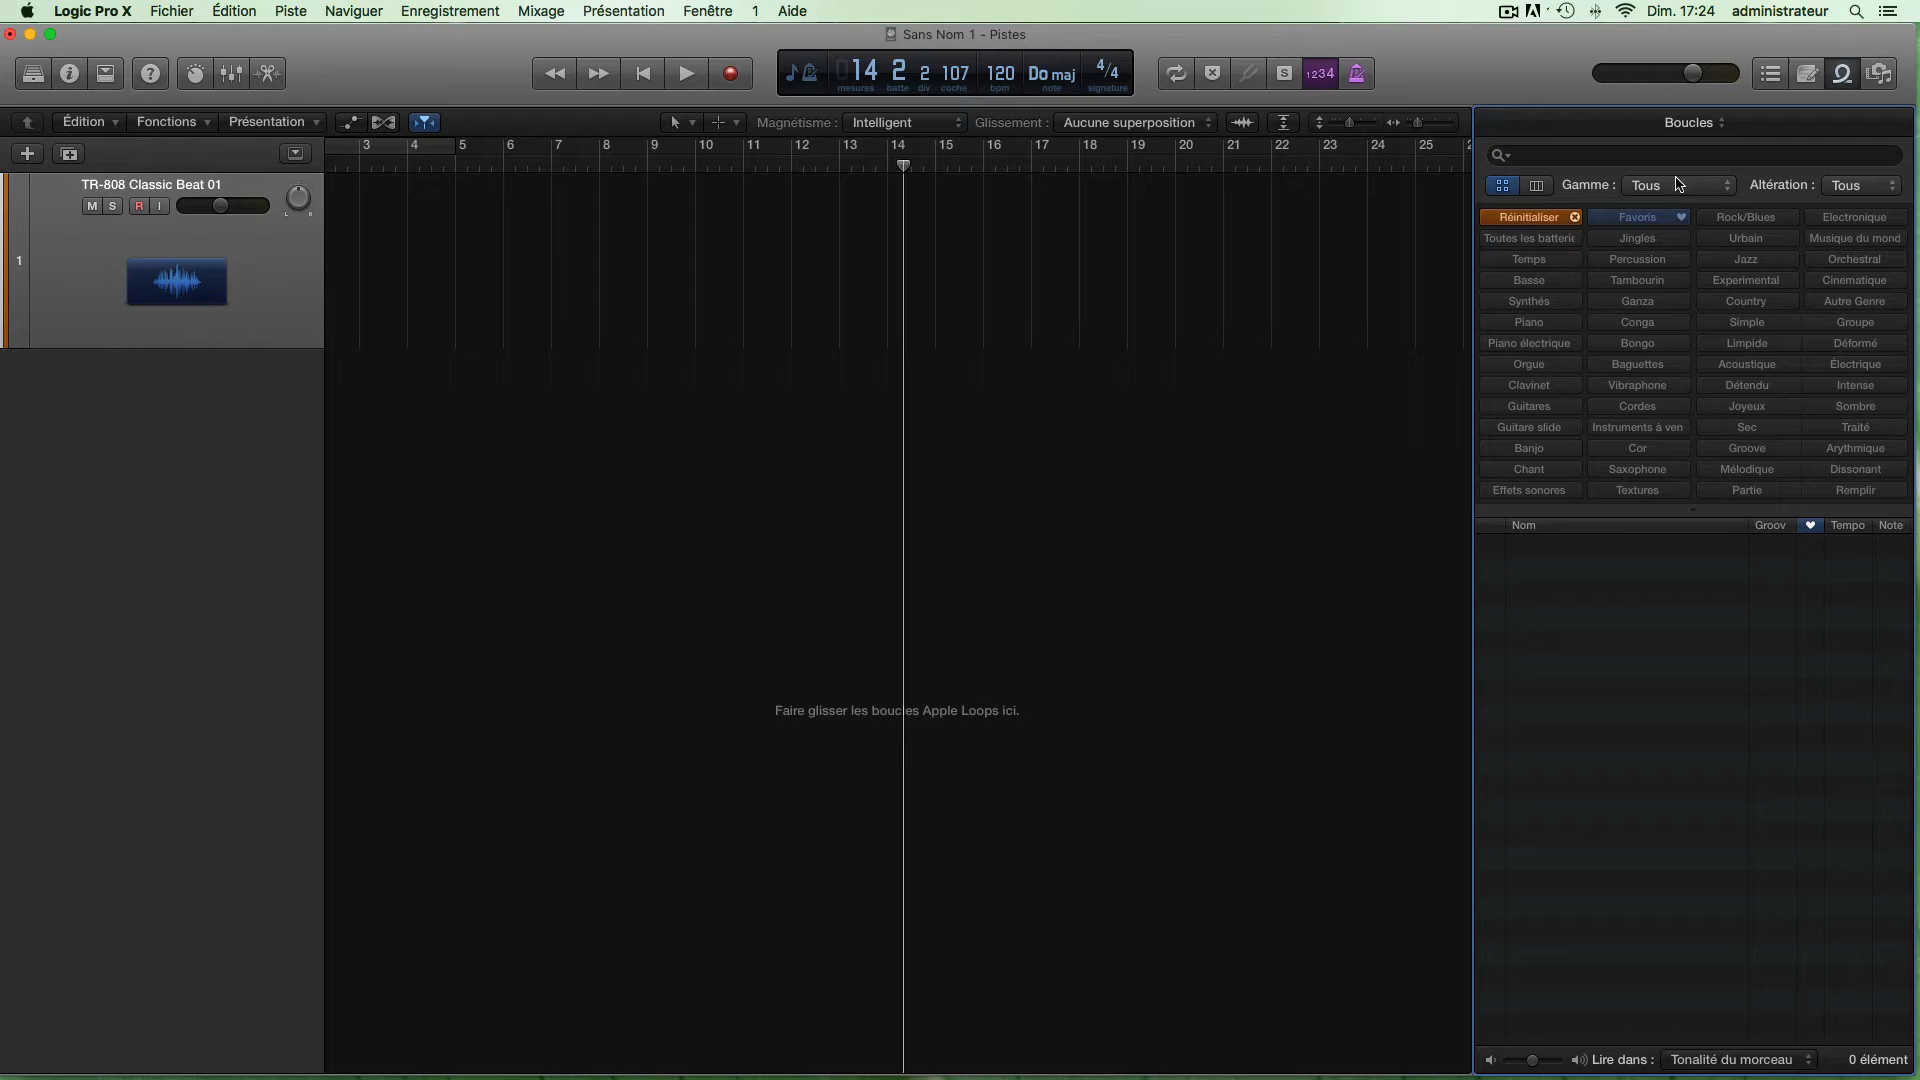 Logic Pro X Fichier Édition Piste Naviguer Enregistrement Mixage Présentation Fenêtre 1 Aide Dim. 17:24 administrateur
Sans Nom 1 - Pistes
14 2 2 107 120 Do maj 4/4
mesures batte div coche bpm note signature
S 1234
Édition Fonctions Présentation Magnétisme : Intelligent Glissement : Aucune superposition Boucles
3 4 5 6 7 8 9 10 11 12 13 14 15 16 17 18 19 20 21 22 23 24 25
TR-808 Classic Beat 01
M S R I
L R
1
Gamme : Tous Altération : Tous
Réinitialiser Favoris Rock/Blues Electronique
Toutes les batterie Jingles Urbain Musique du mond
Temps Percussion Jazz Orchestral
Basse Tambourin Experimental Cinematique
Synthés Ganza Country Autre Genre
Piano Conga Simple Groupe
Piano électrique Bongo Limpide Déformé
Orgue Baguettes Acoustique Électrique
Clavinet Vibraphone Détendu Intense
Guitares Cordes Joyeux Sombre
Guitare slide Instruments à ven Sec Traité
Banjo Cor Groove Arythmique
Chant Saxophone Mélodique Dissonant
Effets sonores Textures Partie Remplir
Nom Groov Tempo Note
Faire glisser les boucles Apple Loops ici.
Lire dans : Tonalité du morceau 0 élément